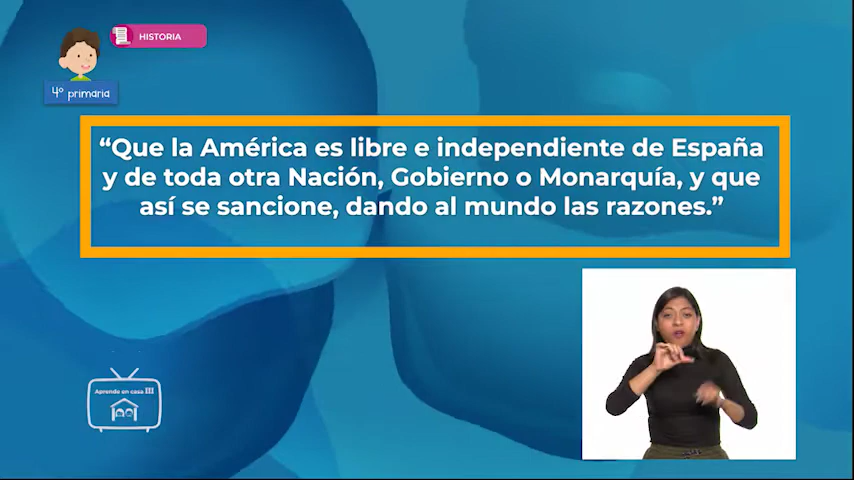 HISTORIA
4º primaria
“Que la América es libre e independiente de España
y de toda otra Nación, Gobierno o Monarquía, y que
así se sancione, dando al mundo las razones.”
Aprende en casa III